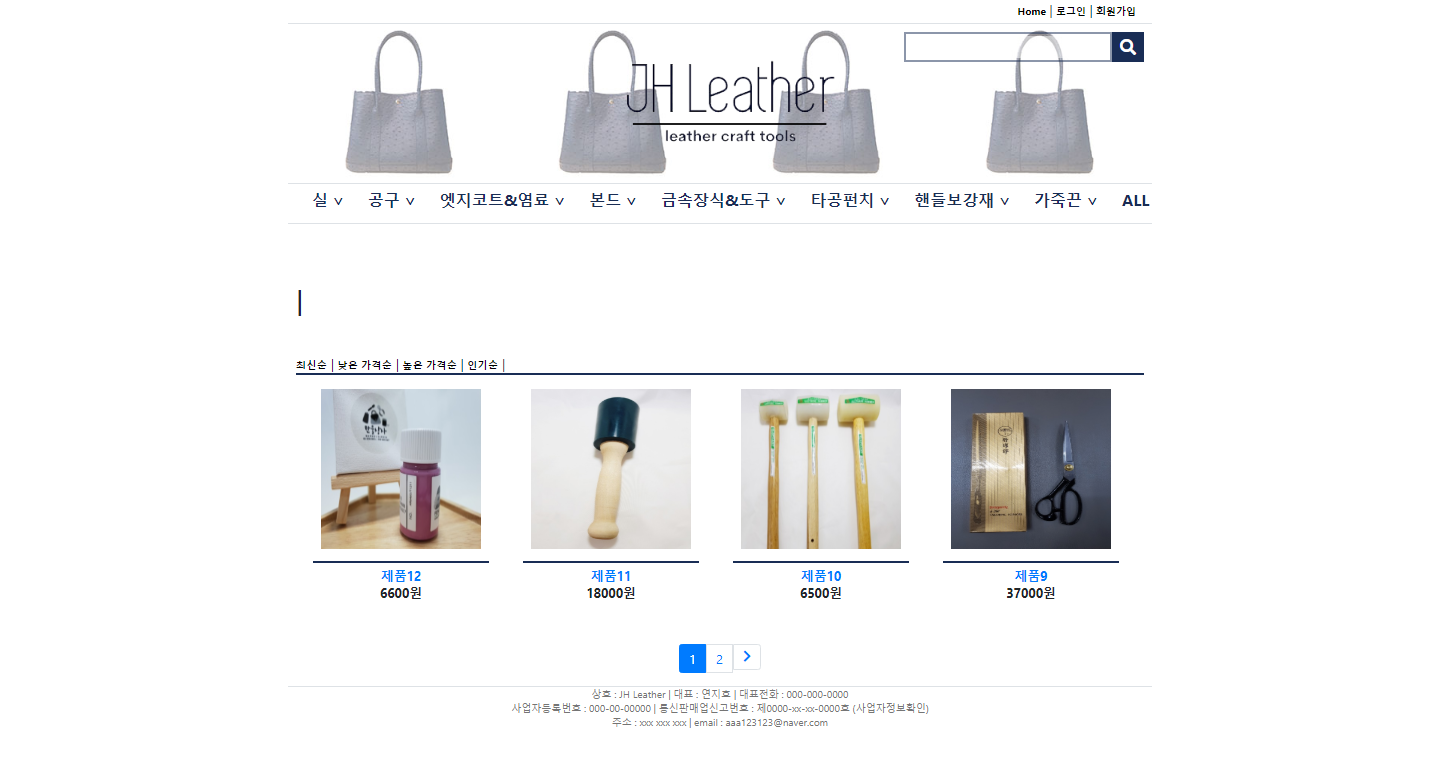 Home | 로그인 | 회원가입
JH Leather
leather craft tools
실 ∨ 공구 ∨ 엣지코트&염료 ∨ 본드 ∨ 금속장식&도구 ∨ 타공펀치 ∨ 핸들보강재 ∨ 가죽끈 ∨ ALL
|
최신순 | 낮은 가격순 | 높은 가격순 | 인기순 |
제품12 제품11 제품10 제품9
6600원 18000원 6500원 37000원
1 2 >
상호 : JH Leather | 대표 : 연지흐 | 대표전화 : 000-000-0000
사업자등록번호 : 000-00-00000 | 통신판매업신고번호 : 제0000-xx-xx-0000호 (사업자정보확인)
주소 : xxx xxx xxx | email : aaa123123@naver.com